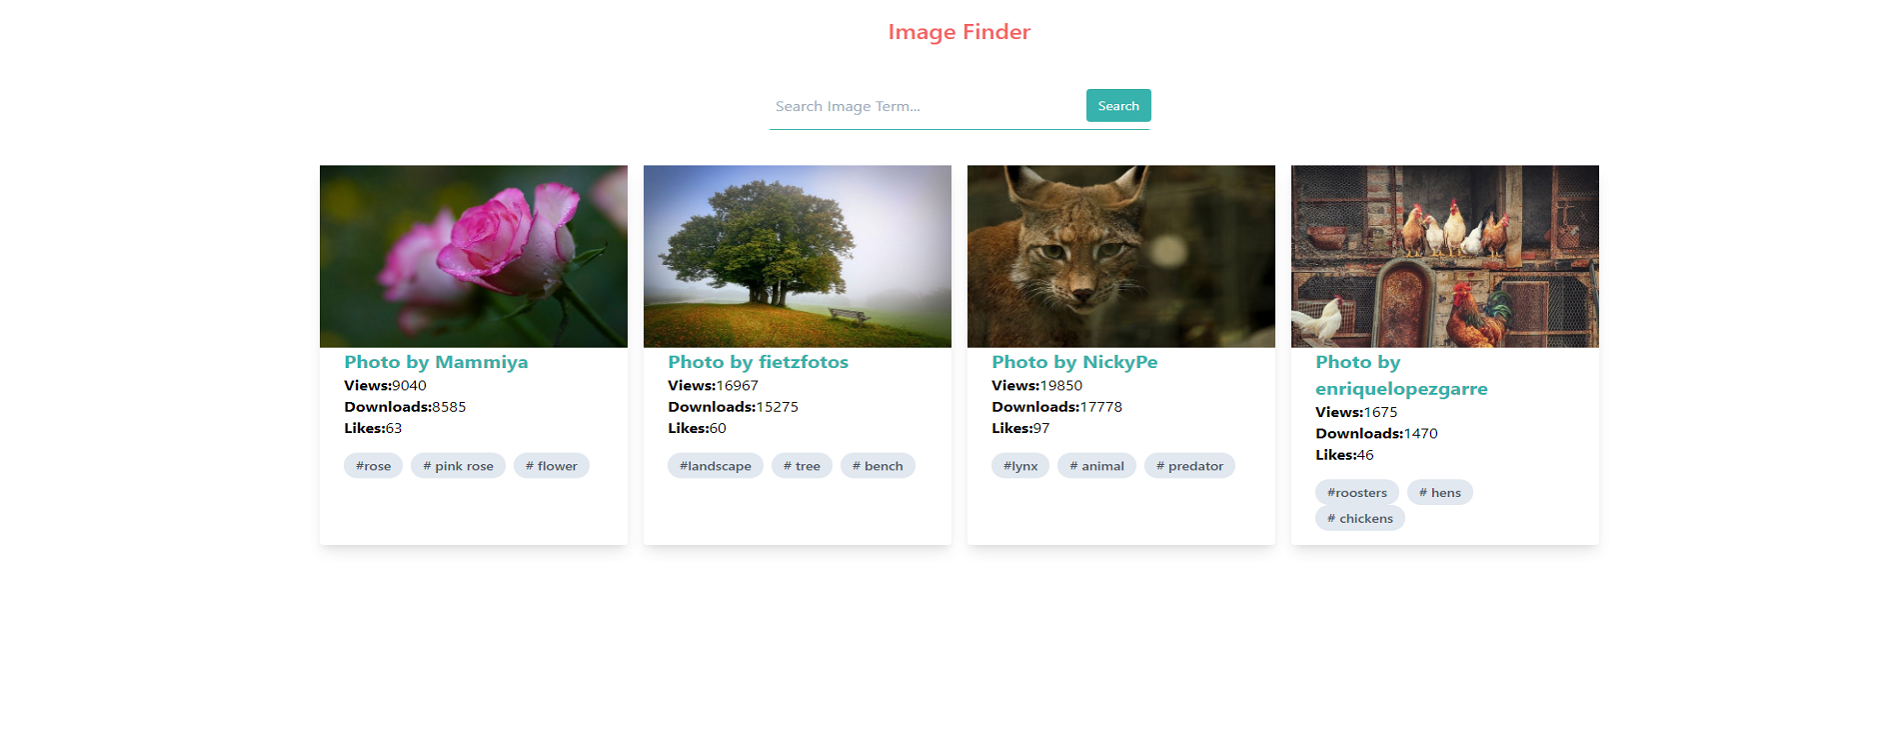 Image Finder
Search Image Term...
Search
Photo by Mammiya
Views:9040
Downloads:8585
Likes:63
#rose # pink rose # flower
Photo by fietzfotos
Views:16967
Downloads:15275
Likes:60
#landscape # tree # bench
Photo by NickyPe
Views:19850
Downloads:17778
Likes:97
#lynx # animal # predator
Photo by
enriquelopezgarre
Views:1675
Downloads:1470
Likes:46
#roosters # hens
# chickens